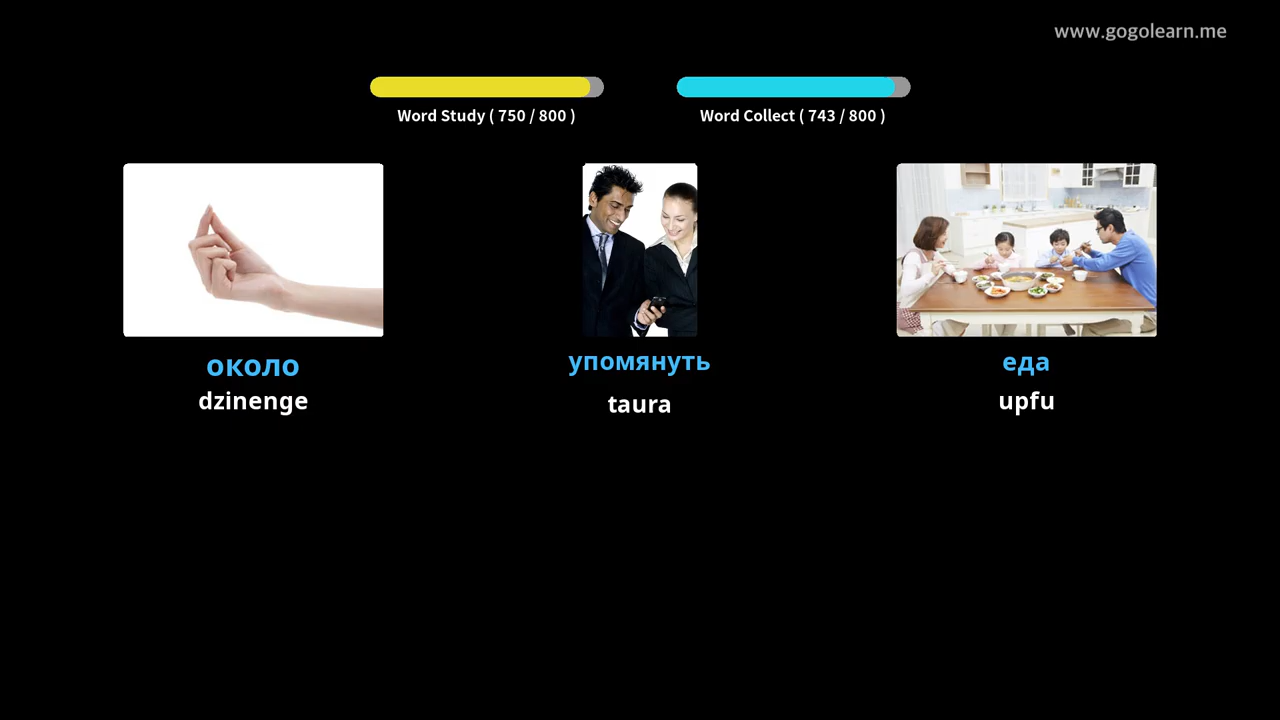 www.gogolearn.me
Word Study ( 750 / 800 )
Word Collect ( 743 / 800 )
около
dzinenge
упомянуть
taura
еда
upfu